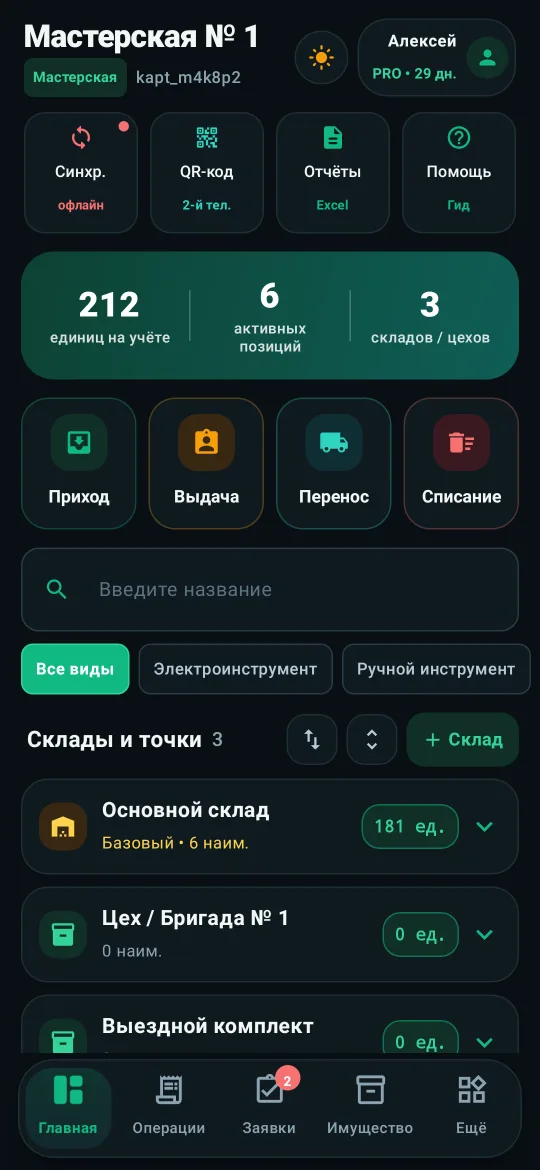 Мастерская № 1
Мастерская kapt_m4k8p2
Алексей
PRO • 29 дн.
Синхр.
офлайн
QR-код
2-й тел.
Отчёты
Excel
Помощь
Гид
212
единиц на учёте
6
активных
позиций
3
складов / цехов
Приход
Выдача
Перенос
Списание
Введите название
Все виды
Электроинструмент
Ручной инструмент
Склады и точки 3
+ Склад
Основной склад
Базовый • 6 наим.
181 ед.
Цех / Бригада № 1
0 наим.
0 ед.
Выездной комплект
0 ед.
2
Главная
Операции
Заявки
Имущество
Ещё